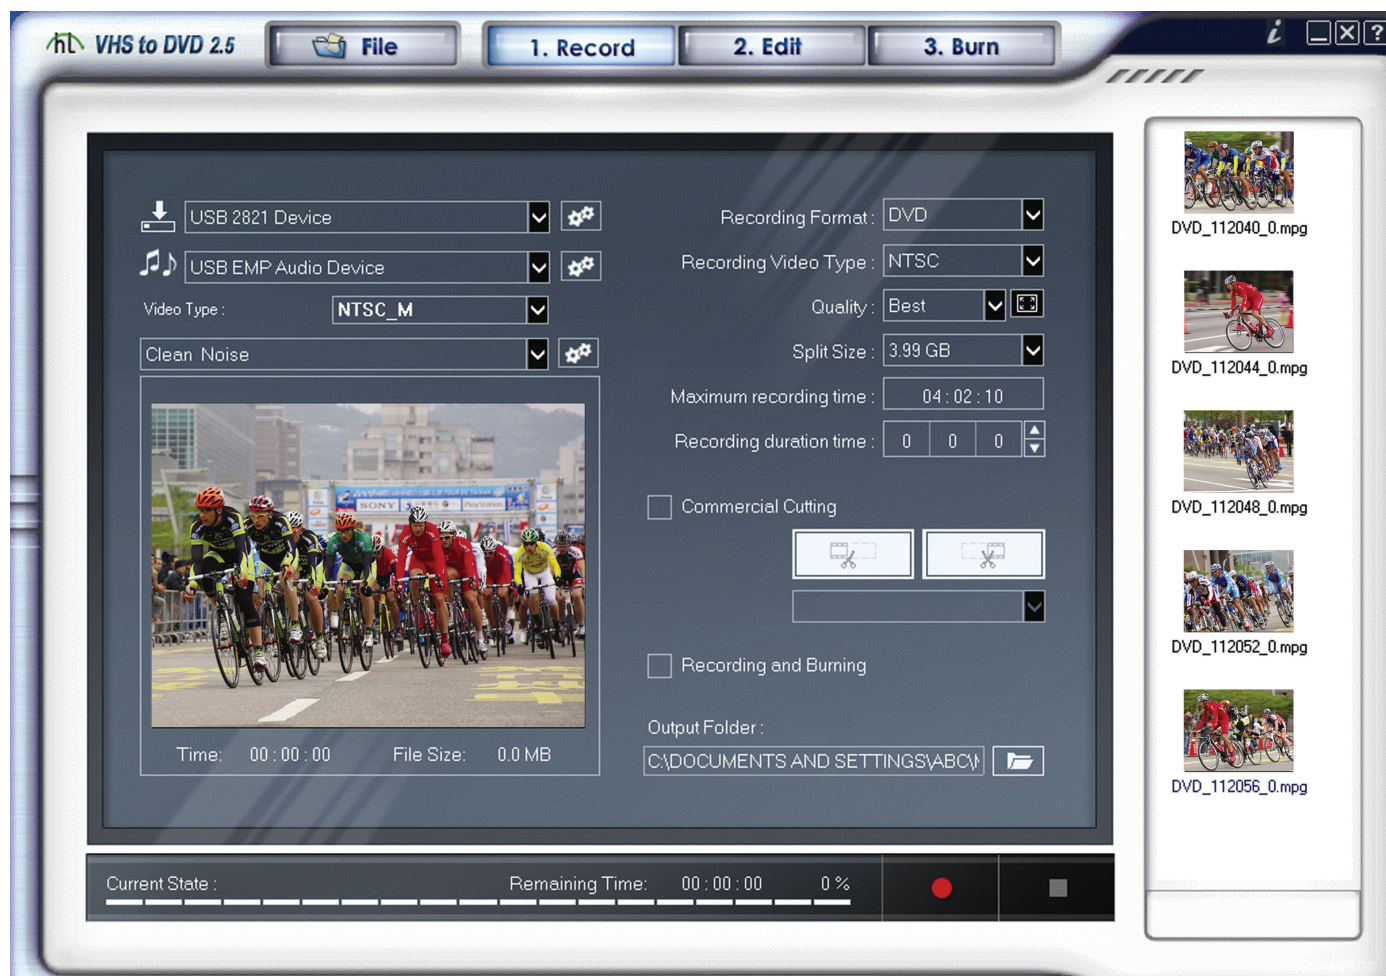 VHS to DVD 2.5
File
1. Record
2. Edit
3. Burn
i
?
USB 2821 Device
USB EMP Audio Device
Video Type :
NTSC_M
Clean Noise
SONY
PlayStation
Time: 00 : 00 : 00 File Size: 0.0 MB
Recording Format : DVD
Recording Video Type : NTSC
Quality : Best
Split Size : 3.99 GB
Maximum recording time : 04 : 02 : 10
Recording duration time : 0 0 0
Commercial Cutting
Recording and Burning
Output Folder :
C:\DOCUMENTS AND SETTINGS\ABC\
Current State :
Remaining Time: 00 : 00 : 00 0 %
DVD_112040_0.mpg
DVD_112044_0.mpg
DVD_112048_0.mpg
DVD_112052_0.mpg
DVD_112056_0.mpg